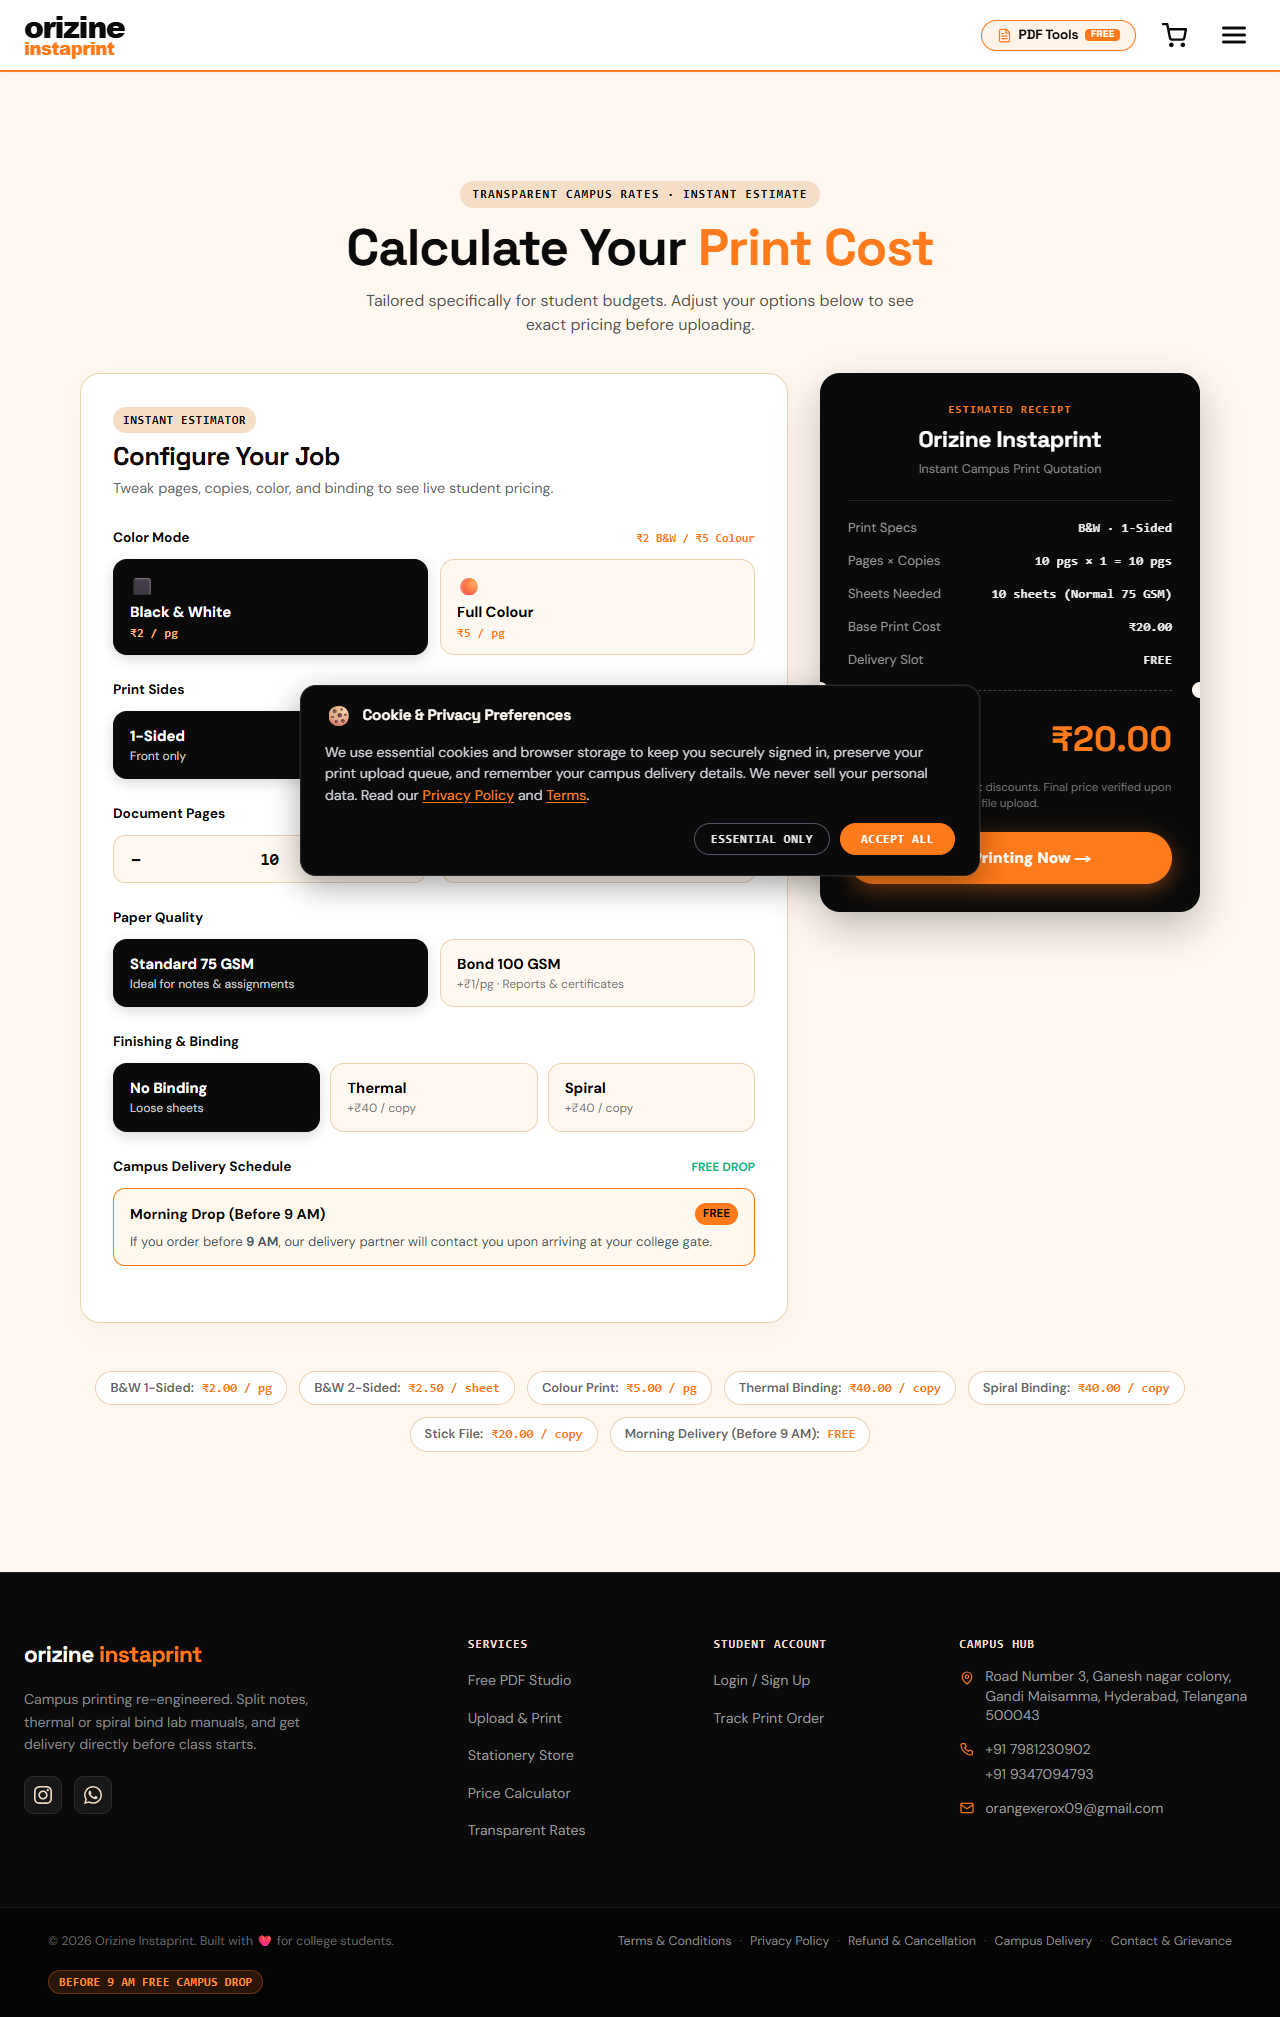 orizine
instaprint
PDF Tools FREE
TRANSPARENT CAMPUS RATES · INSTANT ESTIMATE
Calculate Your Print Cost
Tailored specifically for student budgets. Adjust your options below to see
exact pricing before uploading.
INSTANT ESTIMATOR
Configure Your Job
Tweak pages, copies, color, and binding to see live student pricing.
Color Mode
₹2 B&W / ₹5 Colour
Black & White
₹2 / pg
Full Colour
₹5 / pg
Print Sides
1-Sided
Front only
Document Pages
− 10
Paper Quality
Standard 75 GSM
Ideal for notes & assignments
Bond 100 GSM
+₹1/pg · Reports & certificates
Finishing & Binding
No Binding
Loose sheets
Thermal
+₹40 / copy
Spiral
+₹40 / copy
Campus Delivery Schedule
FREE DROP
Morning Drop (Before 9 AM)
FREE
If you order before 9 AM, our delivery partner will contact you upon arriving at your college gate.
ESTIMATED RECEIPT
Orizine Instaprint
Instant Campus Print Quotation
Print Specs B&W · 1-Sided
Pages × Copies 10 pgs × 1 = 10 pgs
Sheets Needed 10 sheets (Normal 75 GSM)
Base Print Cost ₹20.00
Delivery Slot FREE
₹20.00
discounts. Final price verified upon
file upload.
Printing Now →
Cookie & Privacy Preferences
We use essential cookies and browser storage to keep you securely signed in, preserve your
print upload queue, and remember your campus delivery details. We never sell your personal
data. Read our Privacy Policy and Terms.
ESSENTIAL ONLY
ACCEPT ALL
B&W 1-Sided: ₹2.00 / pg
B&W 2-Sided: ₹2.50 / sheet
Colour Print: ₹5.00 / pg
Thermal Binding: ₹40.00 / copy
Spiral Binding: ₹40.00 / copy
Stick File: ₹20.00 / copy
Morning Delivery (Before 9 AM): FREE
orizine instaprint
Campus printing re-engineered. Split notes,
thermal or spiral bind lab manuals, and get
delivery directly before class starts.
SERVICES
Free PDF Studio
Upload & Print
Stationery Store
Price Calculator
Transparent Rates
STUDENT ACCOUNT
Login / Sign Up
Track Print Order
CAMPUS HUB
Road Number 3, Ganesh nagar colony,
Gandi Maisamma, Hyderabad, Telangana
500043
+91 7981230902
+91 9347094793
orangexerox09@gmail.com
© 2026 Orizine Instaprint. Built with 💖 for college students.
Terms & Conditions · Privacy Policy · Refund & Cancellation · Campus Delivery · Contact & Grievance
BEFORE 9 AM FREE CAMPUS DROP